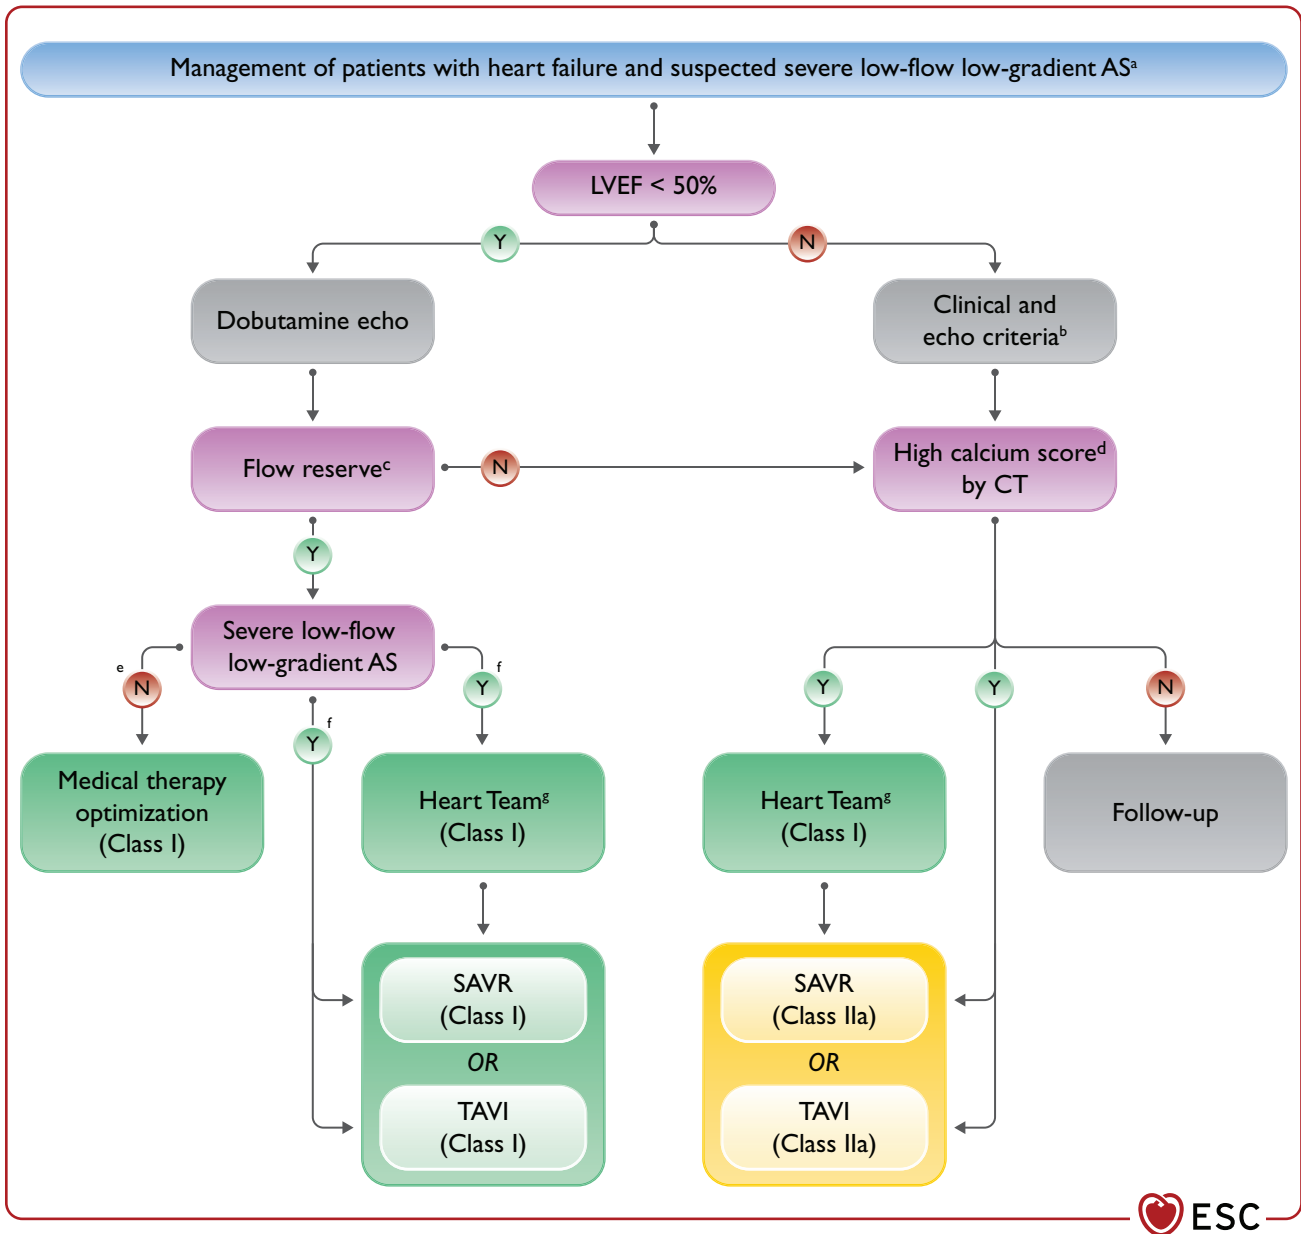 Management of patients with heart failure and suspected severe low-flow low-gradient ASᵃ
LVEF < 50%
Y
N
Dobutamine echo
Clinical and
echo criteriaᵇ
Flow reserveᶜ
N
High calcium scoreᵈ
by CT
Y
Severe low-flow
low-gradient AS
e
N
f
Y
f
Y
Y
Y
N
Medical therapy
optimization
(Class I)
Heart Teamᵍ
(Class I)
Heart Teamᵍ
(Class I)
Follow-up
SAVR
(Class I)
OR
TAVI
(Class I)
SAVR
(Class IIa)
OR
TAVI
(Class IIa)
ESC